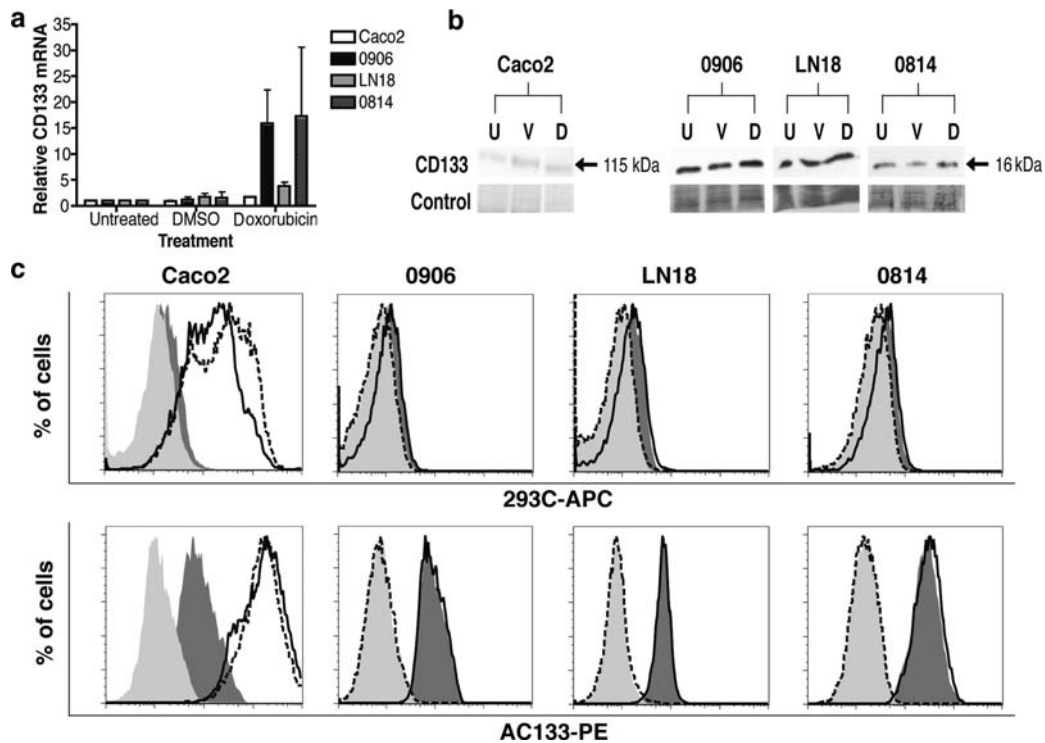 a
Relative CD133 mRNA
35
30
25
20
15
10
5
0
Untreated DMSO Doxorubicin
Treatment
Caco2
0906
LN18
0814
b
Caco2 0906 LN18 0814
U V D U V D U V D U V D
CD133 115 kDa 16 kDa
Control
c
Caco2 0906 LN18 0814
% of cells
293C-APC
% of cells
AC133-PE